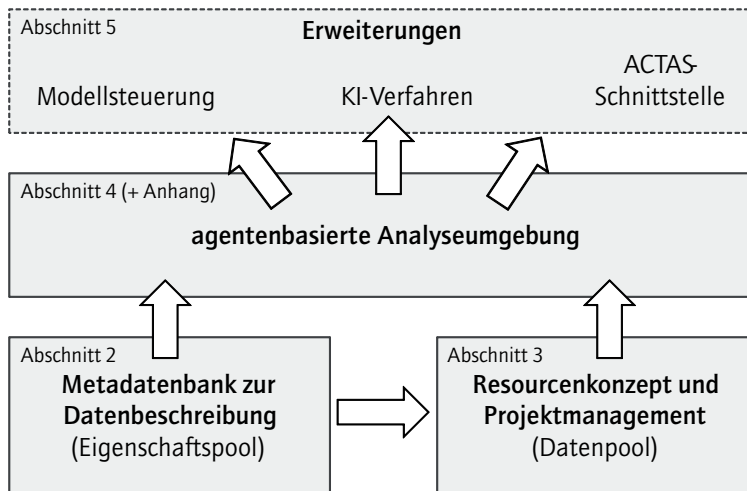 Abschnitt 5
Erweiterungen
Modellsteuerung
KI-Verfahren
ACTAS-
Schnittstelle
Abschnitt 4 (+ Anhang)
agentenbasierte Analyseumgebung
Abschnitt 2
Metadatenbank zur
Datenbeschreibung
(Eigenschaftspool)
Abschnitt 3
Resourcenkonzept und
Projektmanagement
(Datenpool)